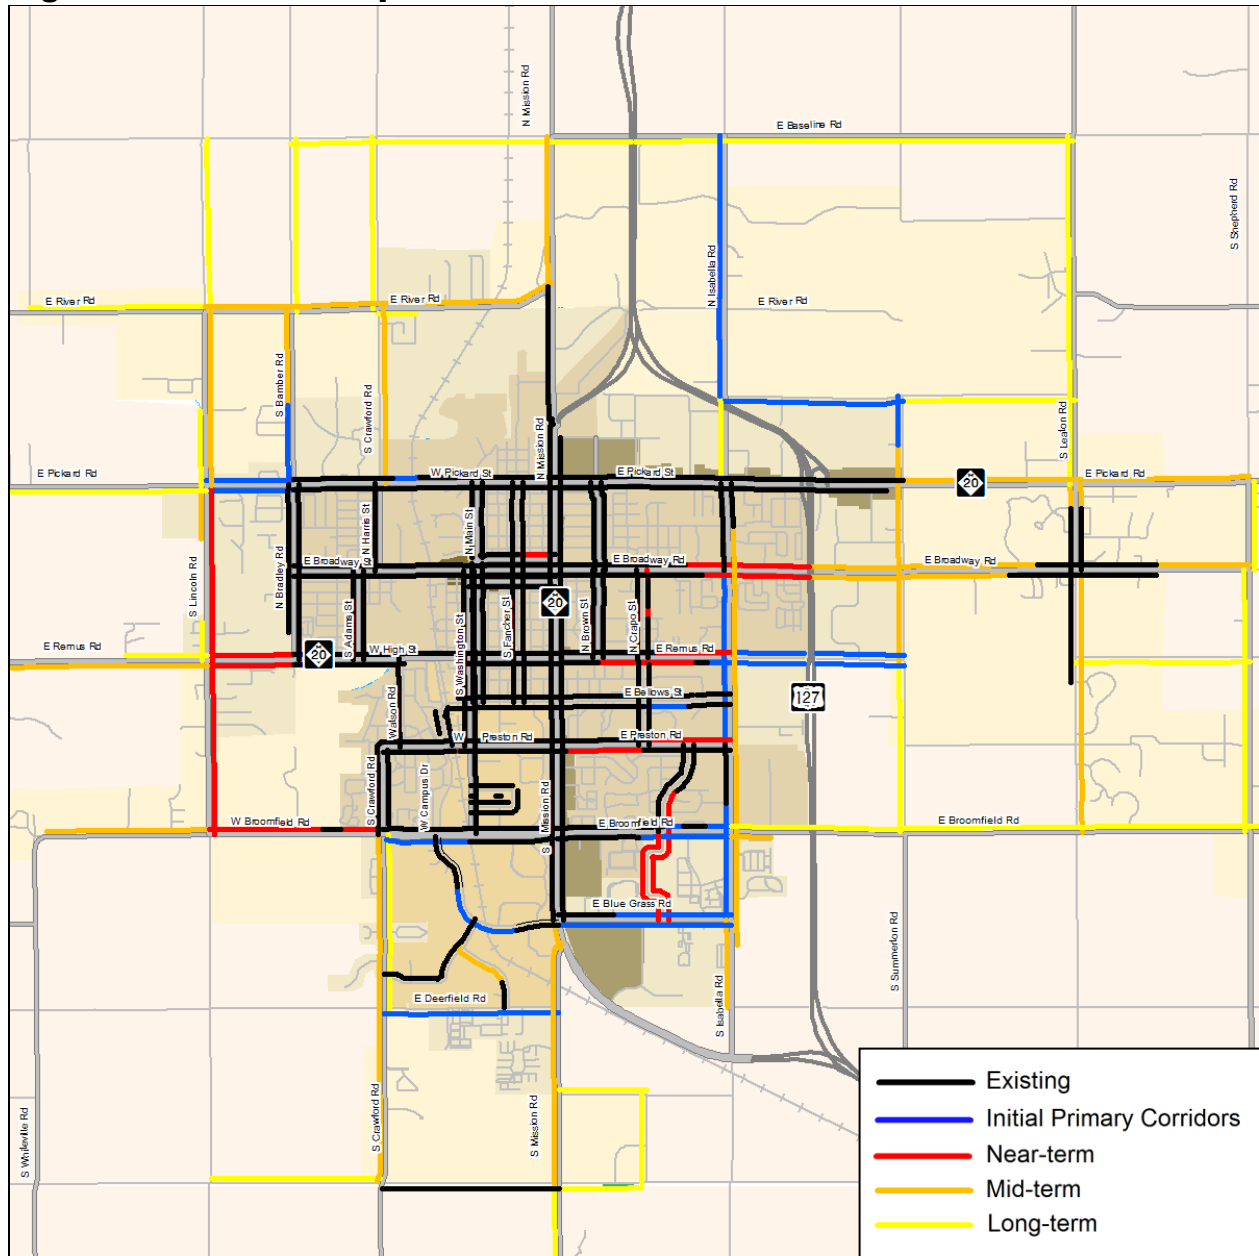 N Mission Rd
E Baseline Rd
S Shepherd Rd
N Isabella Rd
E River Rd
E River Rd
E River Rd
S Bamber Rd
S Crawford Rd
N Mission Rd
S Leaton Rd
E Pickard Rd
W Pickard St
E Pickard St
E Pickard Rd
20
N Harris St
N Main St
N Bradley Rd
E Broadway St
E Broadway Rd
E Broadway Rd
S Lincoln Rd
20
S Adams St
S Washington St
S Fancher St
N Brown St
N Crapo St
E Remus Rd
20
W High St
E Remus Rd
Watson Rd
E Bellows St
127
W Preston Rd
E Preston Rd
S Crawford Rd
W Campus Dr
S Mission Rd
W Broomfield Rd
E Broomfield Rd
E Broomfield Rd
E Blue Grass Rd
S Summerton Rd
E Deerfield Rd
S Isabella Rd
S Whiteville Rd
S Crawford Rd
S Mission Rd
Existing
Initial Primary Corridors
Near-term
Mid-term
Long-term